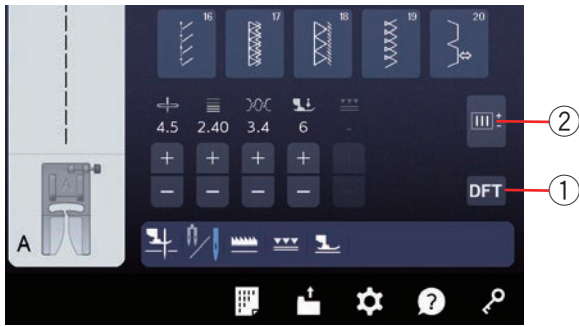 16 17 18 19 20
4.5 2.40 3.4 6 -
+ + + + +
− − − − −
②
DFT ①
A
A
?